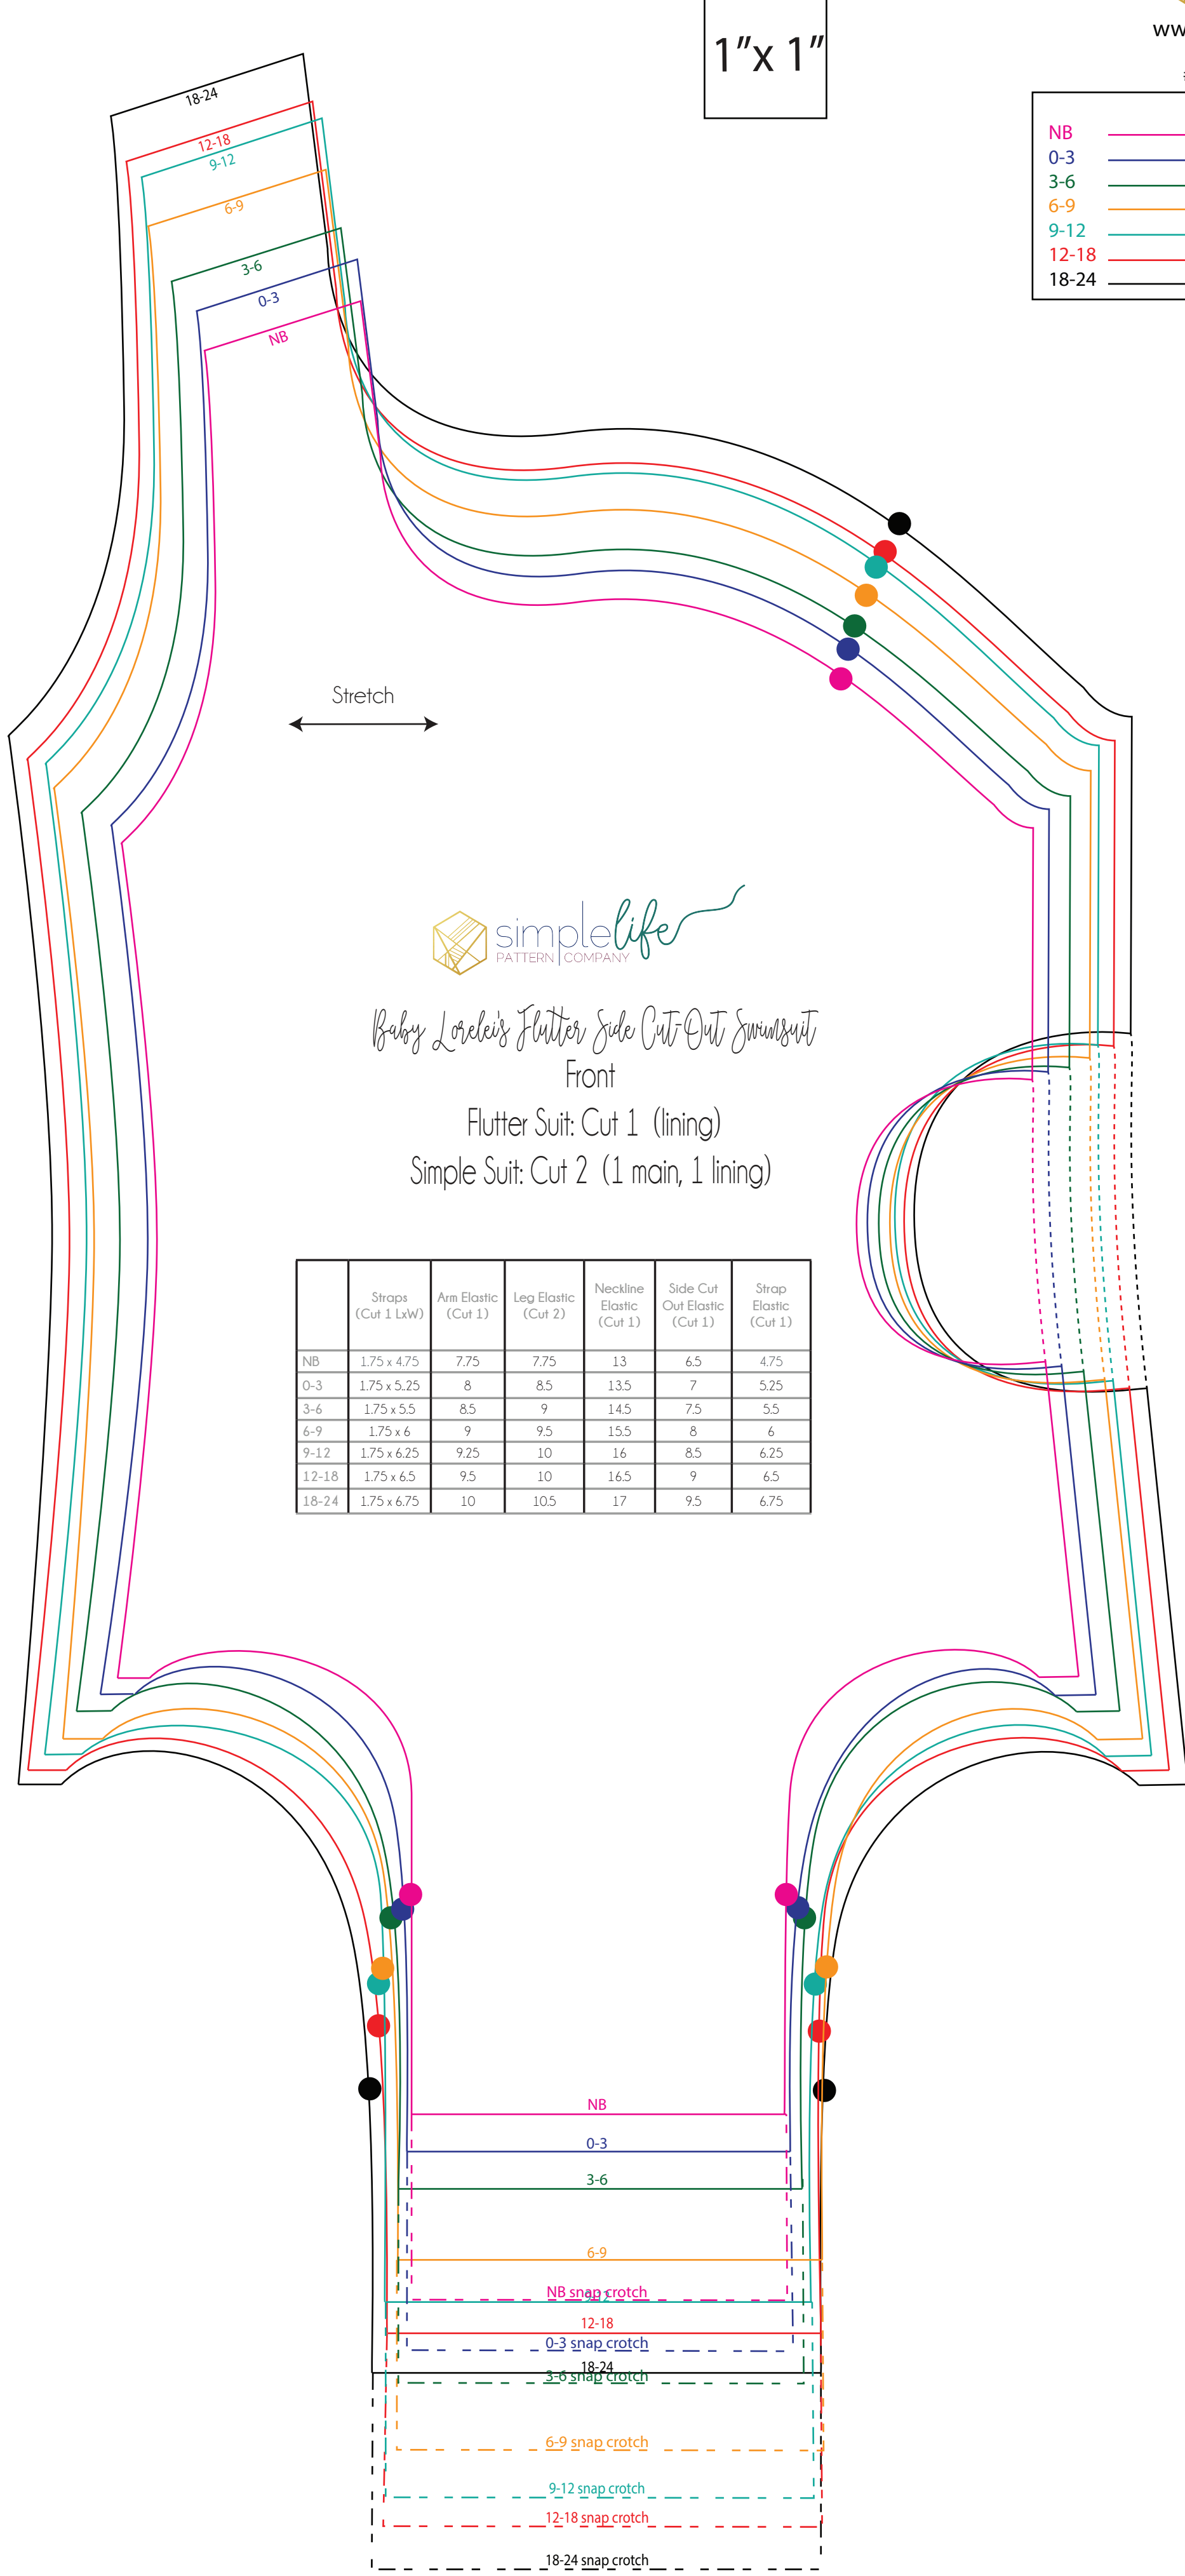 1”x 1”
ww
NB
0-3
3-6
6-9
9-12
12-18
18-24
18-24
12-18
9-12
6-9
3-6
0-3
NB
Stretch
simplelife
PATTERN | COMPANY
Baby Lorelei's Flutter Side Cut-Out Swimsuit
Front
Flutter Suit: Cut 1 (lining)
Simple Suit: Cut 2 (1 main, 1 lining)
Straps (Cut 1 LxW) Arm Elastic (Cut 1) Leg Elastic (Cut 2) Neckline Elastic (Cut 1) Side Cut Out Elastic (Cut 1) Strap Elastic (Cut 1)
NB 1.75 x 4.75 7.75 7.75 13 6.5 4.75
0-3 1.75 x 5..25 8 8.5 13.5 7 5.25
3-6 1.75 x 5.5 8.5 9 14.5 7.5 5.5
6-9 1.75 x 6 9 9.5 15.5 8 6
9-12 1.75 x 6.25 9.25 10 16 8.5 6.25
12-18 1.75 x 6.5 9.5 10 16.5 9 6.5
18-24 1.75 x 6.75 10 10.5 17 9.5 6.75
NB
0-3
3-6
6-9
NB snap crotch
9-12
12-18
0-3 snap crotch
18-24
3-6 snap crotch
6-9 snap crotch
9-12 snap crotch
12-18 snap crotch
18-24 snap crotch